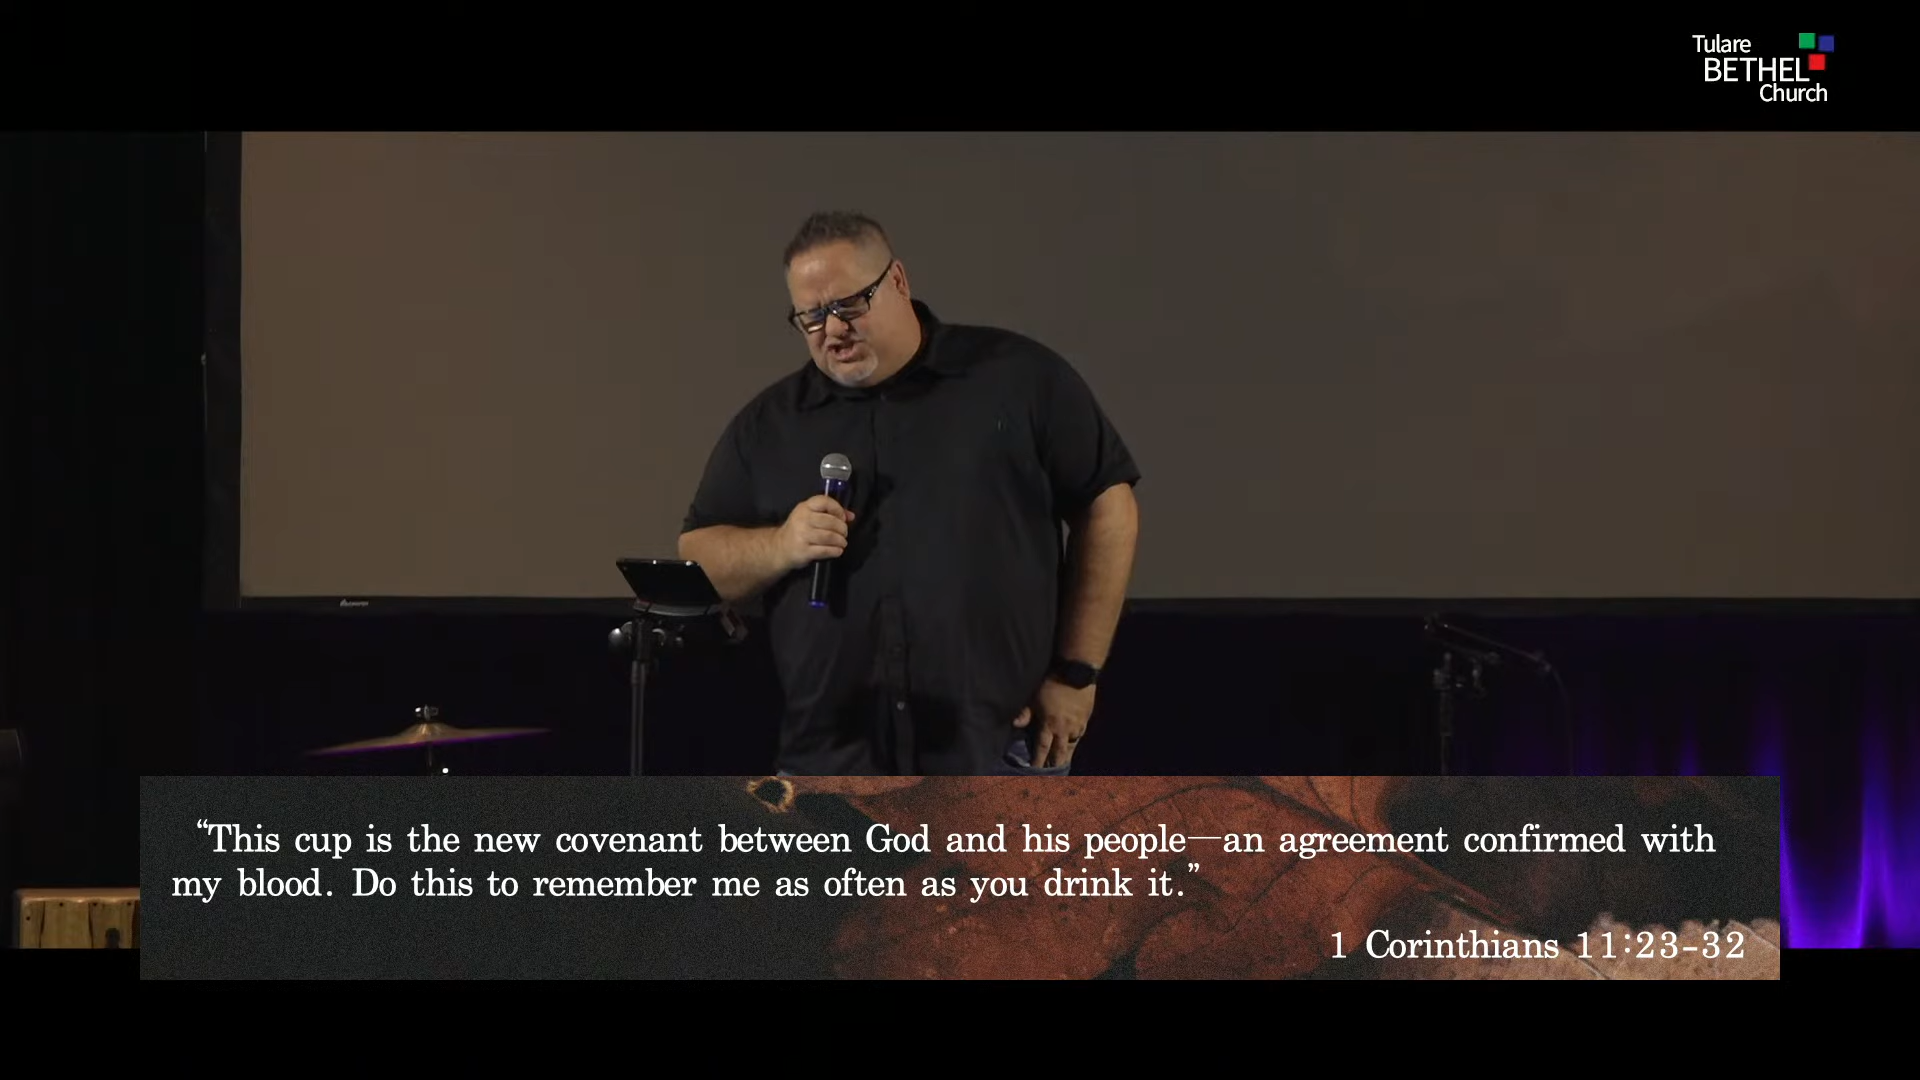 Tulare
BETHEL
Church
“This cup is the new covenant between God and his people—an agreement confirmed with
my blood. Do this to remember me as often as you drink it.”
1 Corinthians 11:23-32